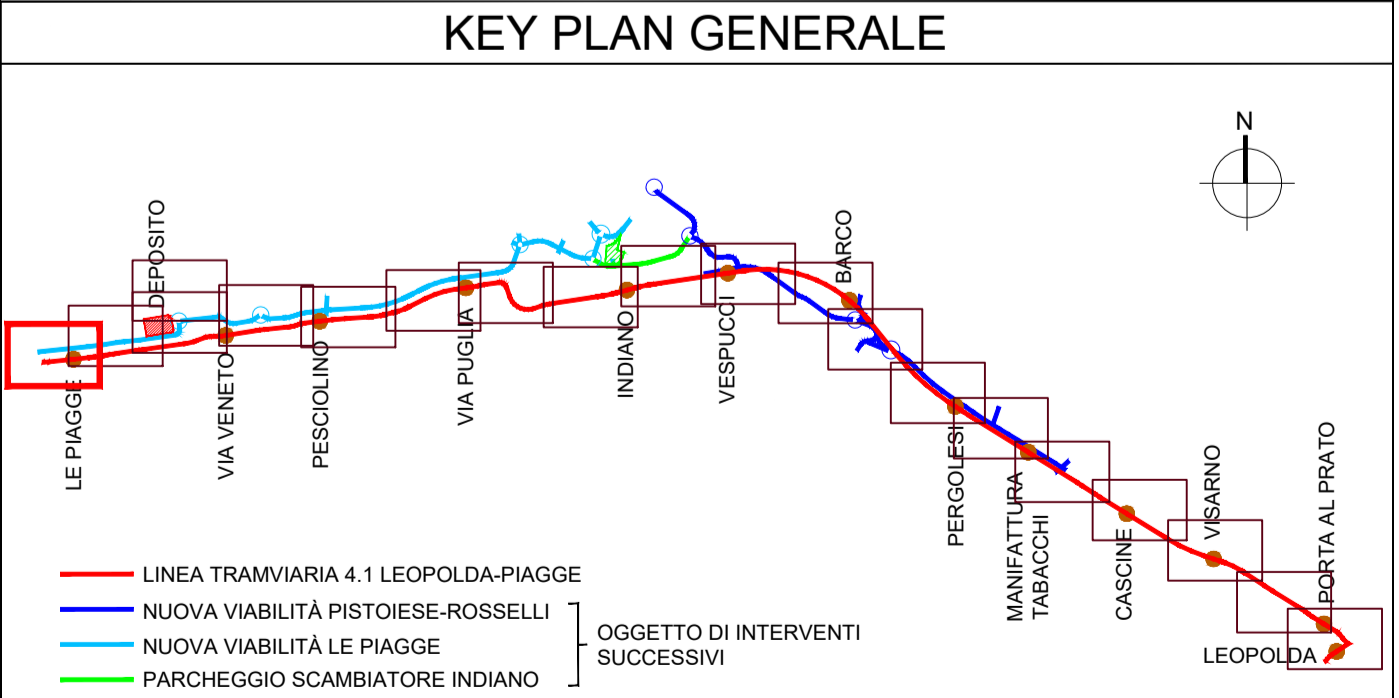 KEY PLAN GENERALE
N
DEPOSITO
BARCO
LE PIAGGE
VIA VENETO
PESCIOLINO
VIA PUGLIA
INDIANO
VESPUCCI
PERGOLESI
MANIFATTURA
TABACCHI
CASCINE
VISARNO
PORTA AL PRATO
LEOPOLDA
LINEA TRAMVIARIA 4.1 LEOPOLDA-PIAGGE
NUOVA VIABILITÀ PISTOIESE-ROSSELLI
NUOVA VIABILITÀ LE PIAGGE
PARCHEGGIO SCAMBIATORE INDIANO
OGGETTO DI INTERVENTI
SUCCESSIVI